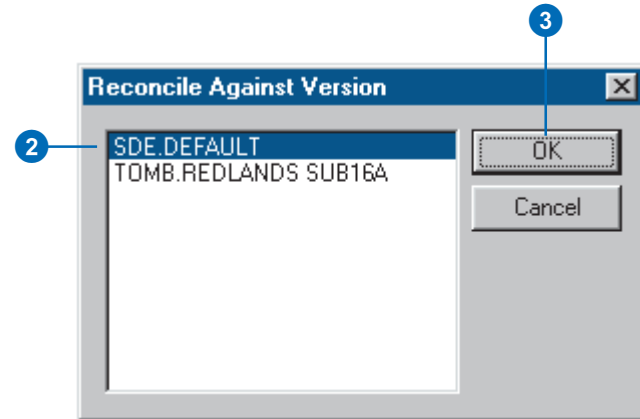 3
Reconcile Against Version
2
SDE.DEFAULT
TOMB.REDLANDS SUB16A
OK
Cancel